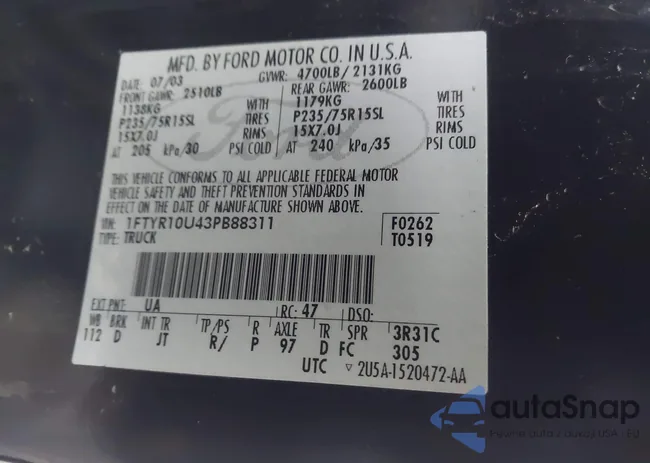 MFD. BY FORD MOTOR CO. IN U.S.A.
DATE: 07/03 GVWR: 4700LB/ 2131KG
FRONT GAWR: 2510LB REAR GAWR: 2600LB
1138KG WITH 1179KG WITH
P235/75R15SL TIRES P235/75R15SL TIRES
15X7.0J RIMS 15X7.0J RIMS
AT 205 kPa/30 PSI COLD AT 240 kPa/35 PSI COLD
Ford
THIS VEHICLE CONFORMS TO ALL APPLICABLE FEDERAL MOTOR
VEHICLE SAFETY AND THEFT PREVENTION STANDARDS IN
EFFECT ON THE DATE OF MANUFACTURE SHOWN ABOVE.
VIN: 1FTYR10U43PB88311 F0262
TYPE: TRUCK T0519
EXT PNT: UA RC: 47 DSO:
WB BRK INT TR TP/PS R AXLE TR SPR 3R31C
112 D JT R/ P 97 D FC 305
UTC 2U5A-1520472-AA
autoSnap